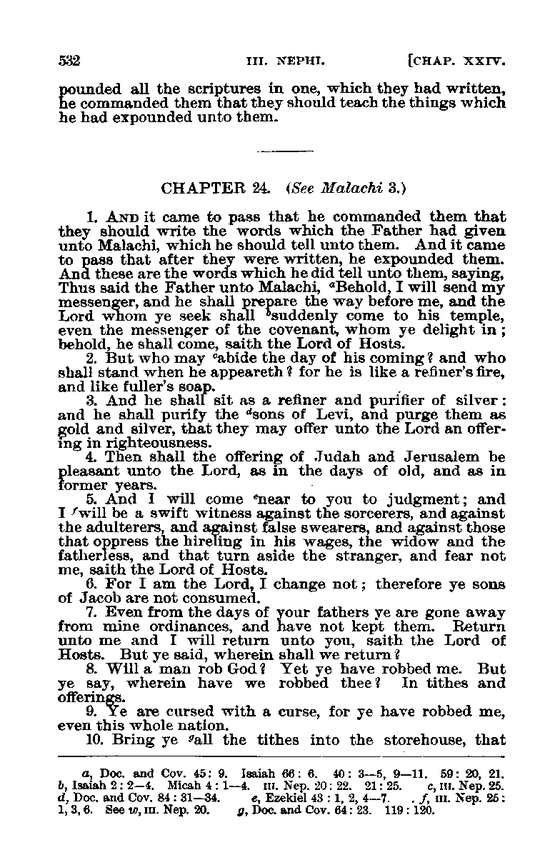 532 III. NEPHI. [CHAP. XXIV.
pounded all the scriptures in one, which they had written,
he commanded them that they should teach the things which
he had expounded unto them.
CHAPTER 24. (See Malachi 3.)
1. AND it came to pass that he commanded them that
they should write the words which the Father had given
unto Malachi, which he should tell unto them. And it came
to pass that after they were written, he expounded them.
And these are the words which he did tell unto them, saying,
Thus said the Father unto Malachi, aBehold, I will send my
messenger, and he shall prepare the way before me, and the
Lord whom ye seek shall bsuddenly come to his temple,
even the messenger of the covenant, whom ye delight in;
behold, he shall come, saith the Lord of Hosts.
2. But who may cabide the day of his coming? and who
shall stand when he appeareth? for he is like a refiner's fire,
and like fuller's soap.
3. And he shall sit as a refiner and purifier of silver:
and he shall purify the dsons of Levi, and purge them as
gold and silver, that they may offer unto the Lord an offer-
ing in righteousness.
4. Then shall the offering of Judah and Jerusalem be
pleasant unto the Lord, as in the days of old, and as in
former years.
5. And I will come enear to you to judgment; and
I fwill be a swift witness against the sorcerers, and against
the adulterers, and against false swearers, and against those
that oppress the hireling in his wages, the widow and the
fatherless, and that turn aside the stranger, and fear not
me, saith the Lord of Hosts.
6. For I am the Lord, I change not; therefore ye sons
of Jacob are not consumed.
7. Even from the days of your fathers ye are gone away
from mine ordinances, and have not kept them. Return
unto me and I will return unto you, saith the Lord of
Hosts. But ye said, wherein shall we return?
8. Will a man rob God? Yet ye have robbed me. But
ye say, wherein have we robbed thee? In tithes and
offerings.
9. Ye are cursed with a curse, for ye have robbed me,
even this whole nation.
10. Bring ye gall the tithes into the storehouse, that
a, Doc. and Cov. 45: 9. Isaiah 66: 6. 40: 3—5, 9—11. 59: 20, 21.
b, Isaiah 2: 2—4. Micah 4: 1—4. III. Nep. 20: 22. 21: 25. c, III. Nep. 25.
d, Doc. and Cov. 84: 31—34. e, Ezekiel 43: 1, 2, 4—7. f, III. Nep. 25:
1, 3, 6. See w, III. Nep. 20. g, Doc. and Cov. 64: 23. 119: 120.